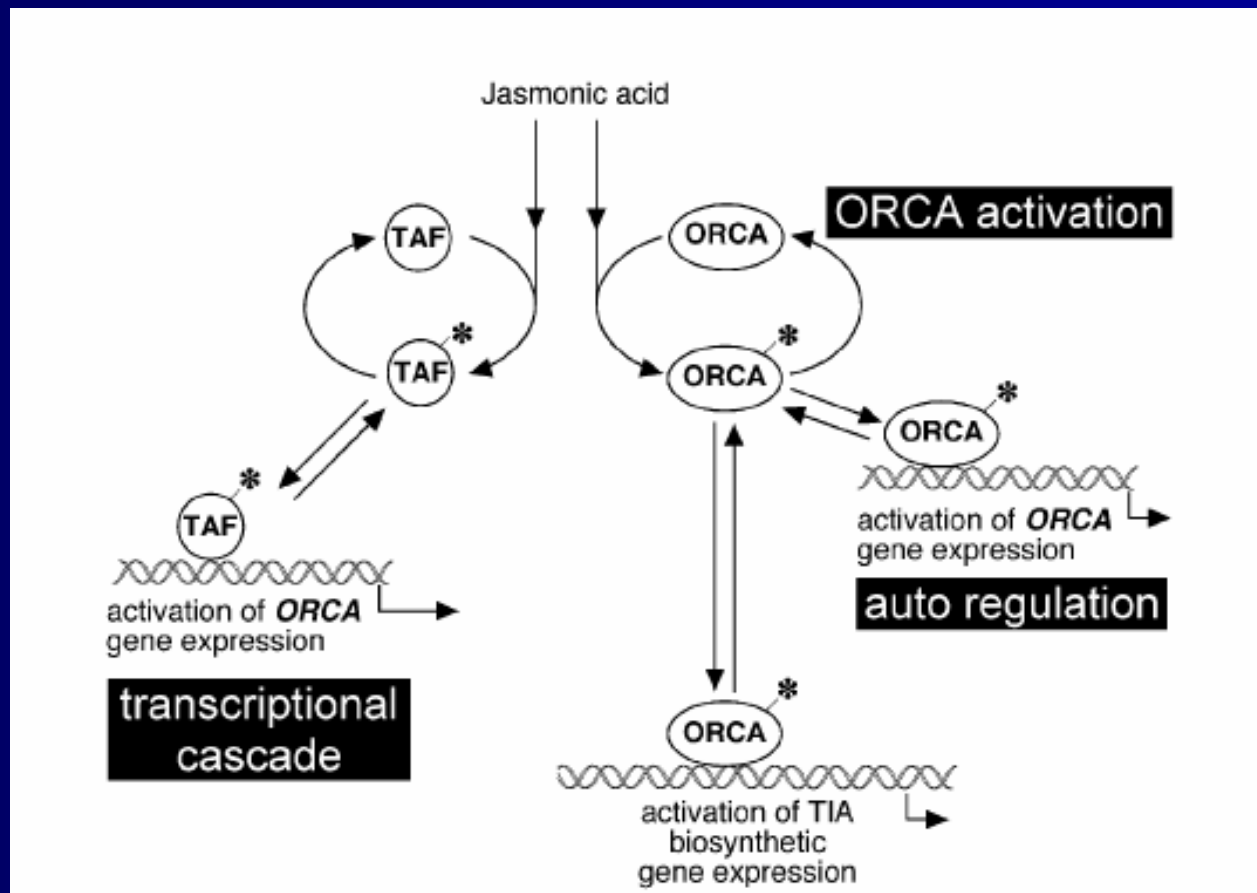 Jasmonic acid
TAF
ORCA
ORCA activation
*
TAF
*
ORCA
*
ORCA
activation of ORCA
gene expression
auto regulation
*
TAF
activation of ORCA
gene expression
transcriptional
cascade
*
ORCA
activation of TIA
biosynthetic
gene expression